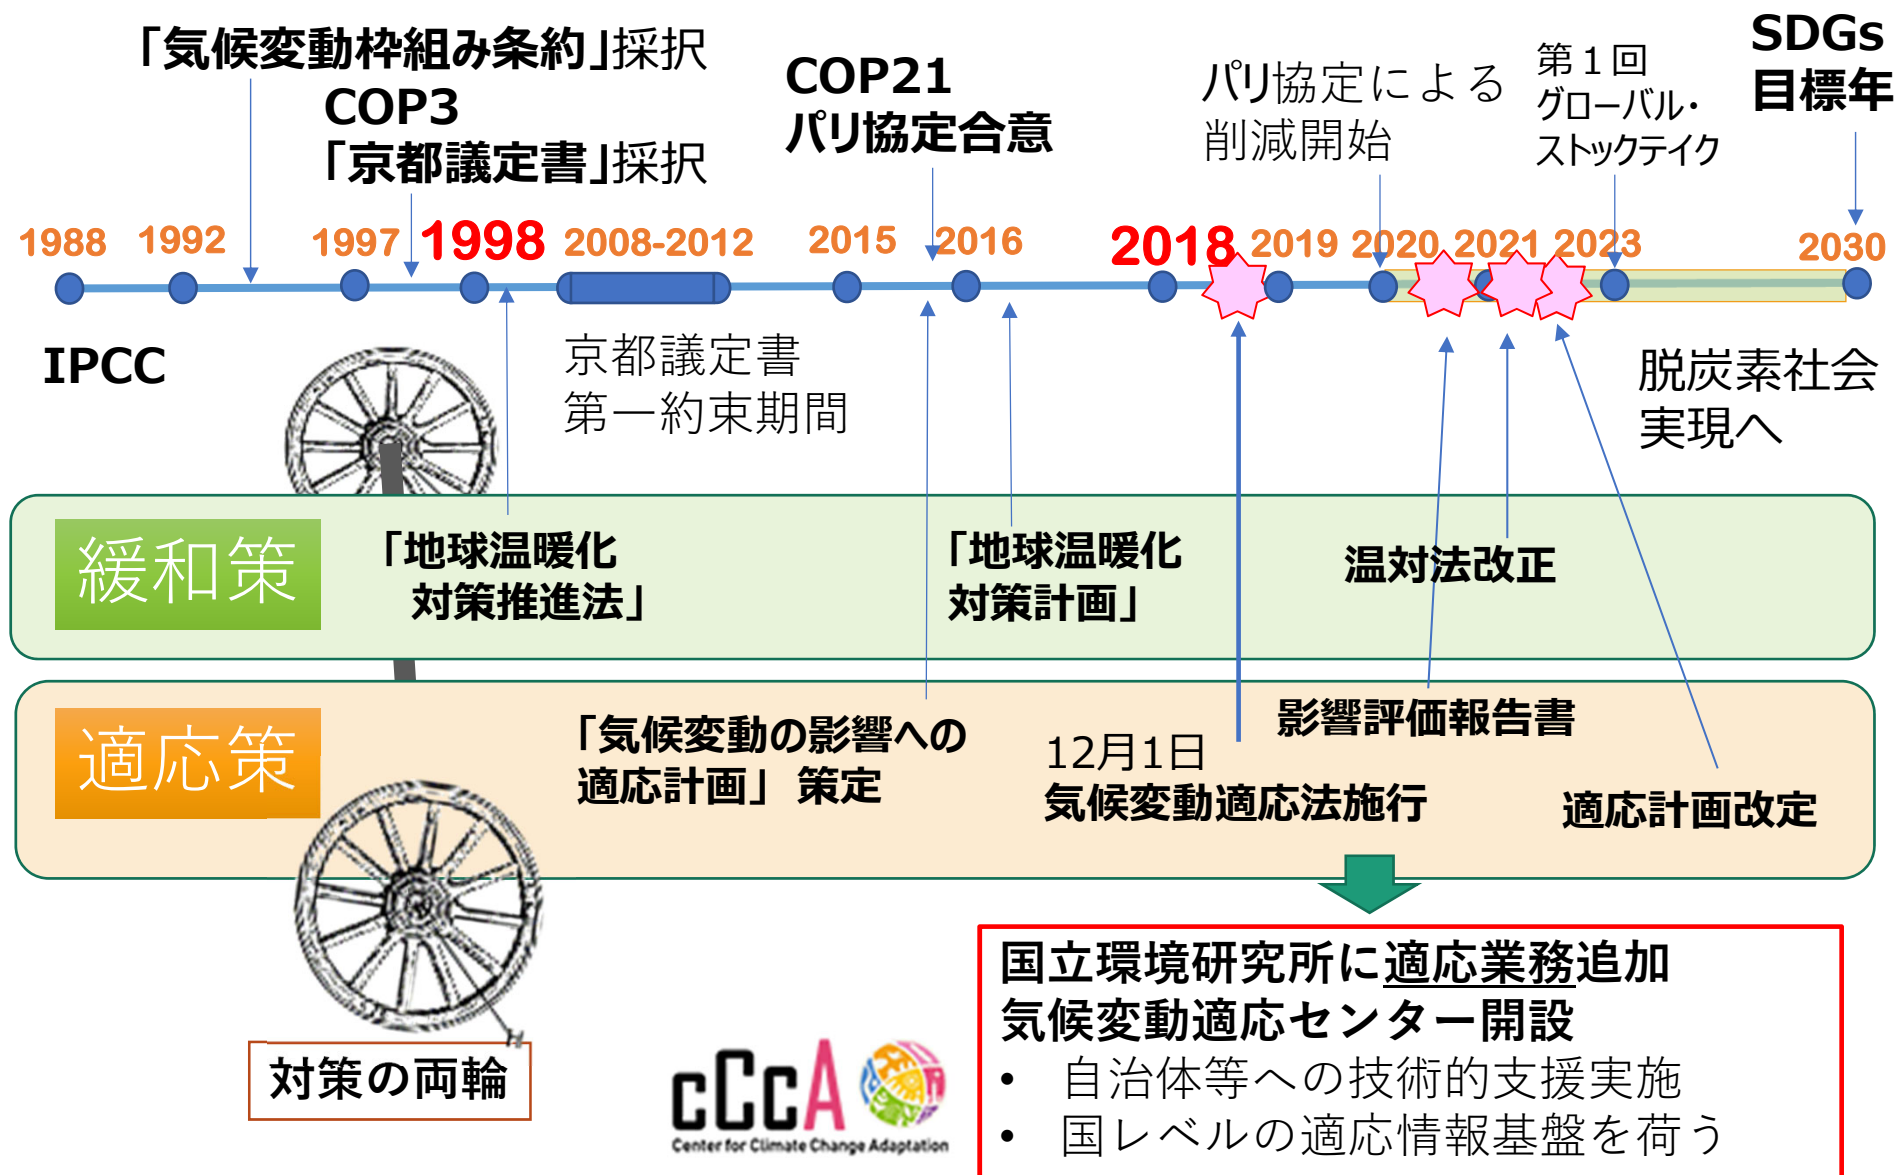 「気候変動枠組み条約」採択
COP3
「京都議定書」採択
COP21
パリ協定合意
パリ協定による
削減開始
第１回
グローバル・
ストックテイク
SDGs
目標年
1988
1992
1997
1998
2008-2012
2015
2016
2018
2019
2020
2021
2023
2030
IPCC
京都議定書
第一約束期間
脱炭素社会
実現へ
緩和策
「地球温暖化
対策推進法」
「地球温暖化
対策計画」
温対法改正
適応策
「気候変動の影響への
適応計画」 策定
12月1日
気候変動適応法施行
影響評価報告書
適応計画改定
対策の両輪
cCcA
Center for Climate Change Adaptation
国立環境研究所に適応業務追加
気候変動適応センター開設
• 自治体等への技術的支援実施
• 国レベルの適応情報基盤を荷う